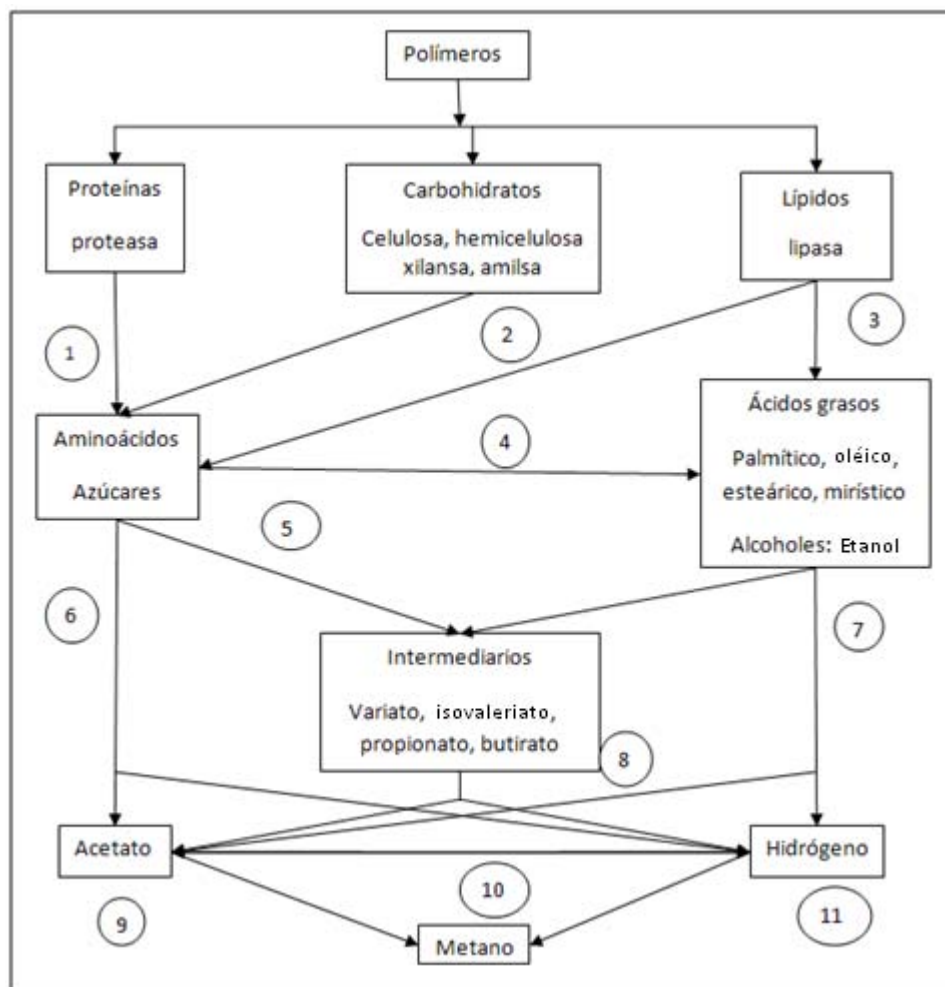 Polímeros
Proteínas
proteasa
Carbohidratos
Celulosa, hemicelulosa
xilansa, amilsa
Lípidos
lipasa
1
2
3
Aminoácidos
Azúcares
4
Ácidos grasos
Palmítico, oléico,
esteárico, mirístico
Alcoholes: Etanol
5
6
7
Intermediarios
Variato, isovaleriato,
propionato, butirato
8
Acetato
Hidrógeno
9
10
11
Metano